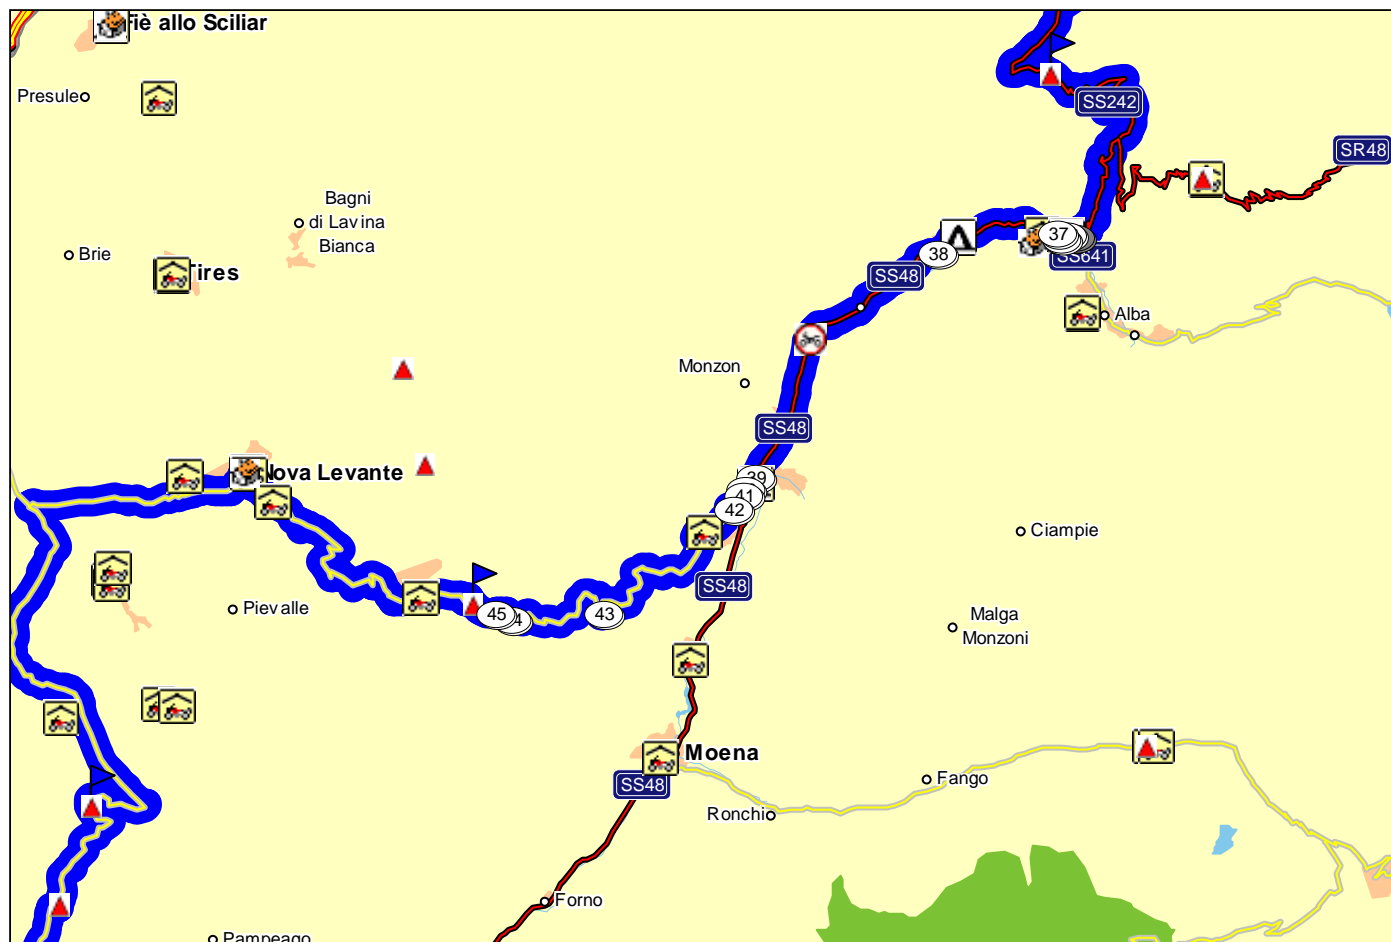 Fiè allo Sciliar
Presule
SS242
SR48
Bagni
di Lavina
Bianca
Brie
Tires
37
38
SS641
SS48
Alba
Monzon
SS48
Nova Levante
39
41
42
Ciampie
SS48
Pievalle
45
43
Malga
Monzoni
Moena
SS48
Fango
Ronchio
Forno
Pampeago